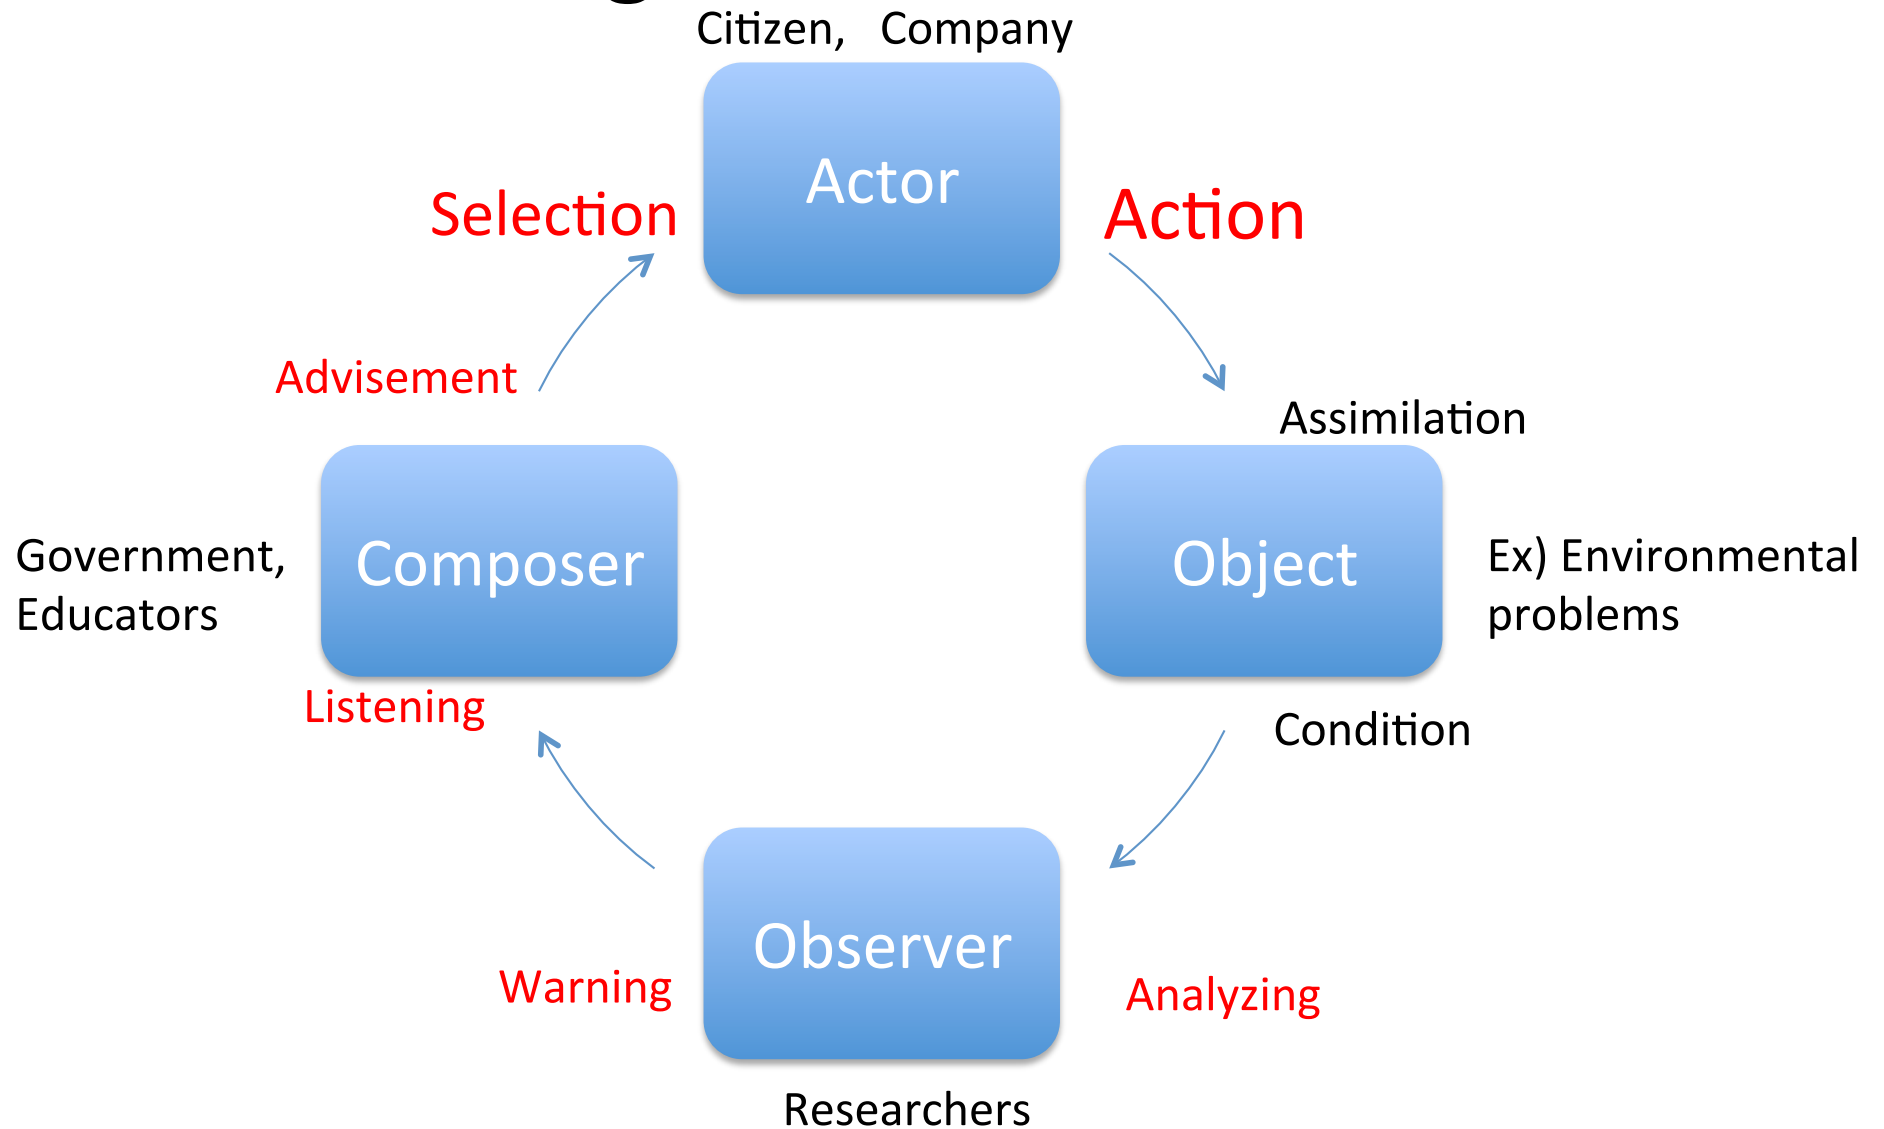 Citizen, Company
Actor
Selection
Action
Advisement
Assimilation
Government,
Educators
Composer
Object
Ex) Environmental
problems
Listening
Condition
Observer
Warning
Analyzing
Researchers